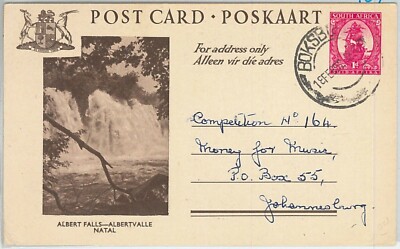 POST CARD · POSKAART
For address only
Alleen vir die adres
SOUTH AFRICA
BOKSB
Competition Nº 164
Money for Music,
P.O. Box 55,
Johannesburg.
ALBERT FALLS—ALBERTVALLE
NATAL